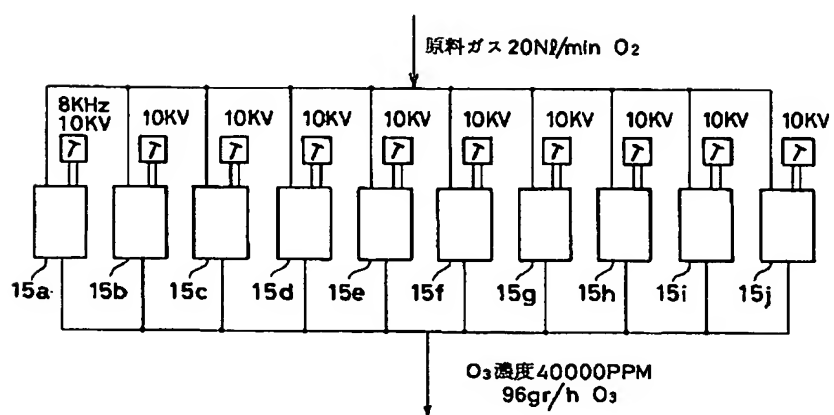 原料ガス 20Nℓ/min O₂
8KHz
10KV 10KV 10KV 10KV 10KV 10KV 10KV 10KV 10KV 10KV
T T T T T T T T T T
15a 15b 15c 15d 15e 15f 15g 15h 15i 15j
O₃濃度40000PPM
96gr/h O₃